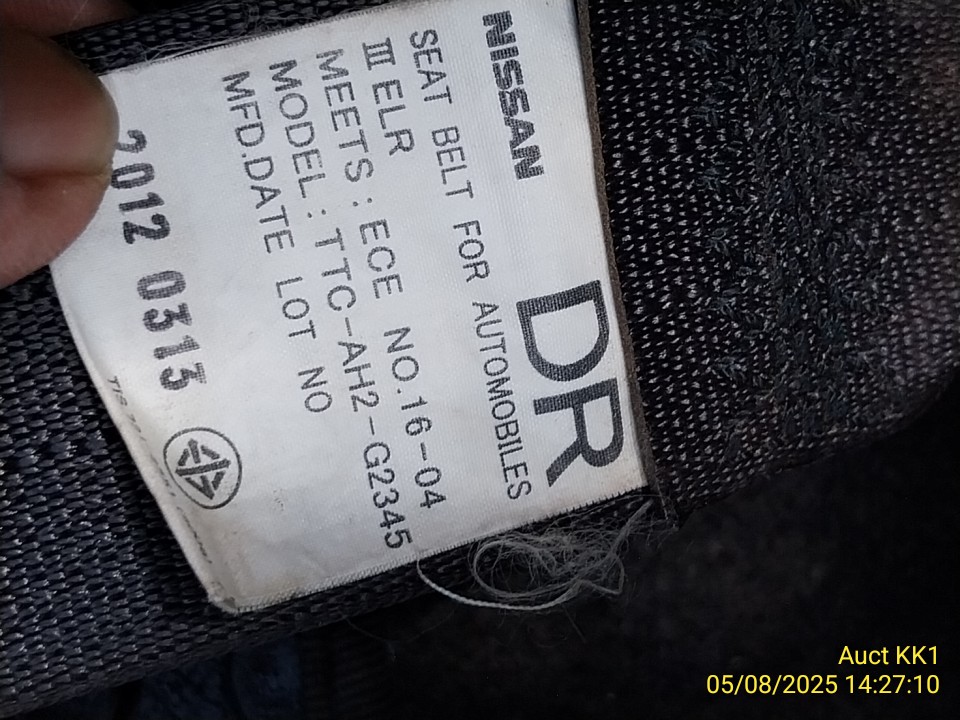 NISSAN DR
SEAT BELT FOR AUTOMOBILES
Ⅲ ELR
MEETS : ECE NO.16-04
MODEL : TTC-AH2-G2345
MFD.DATE LOT NO
2012 0313
Auct KK1
05/08/2025 14:27:10